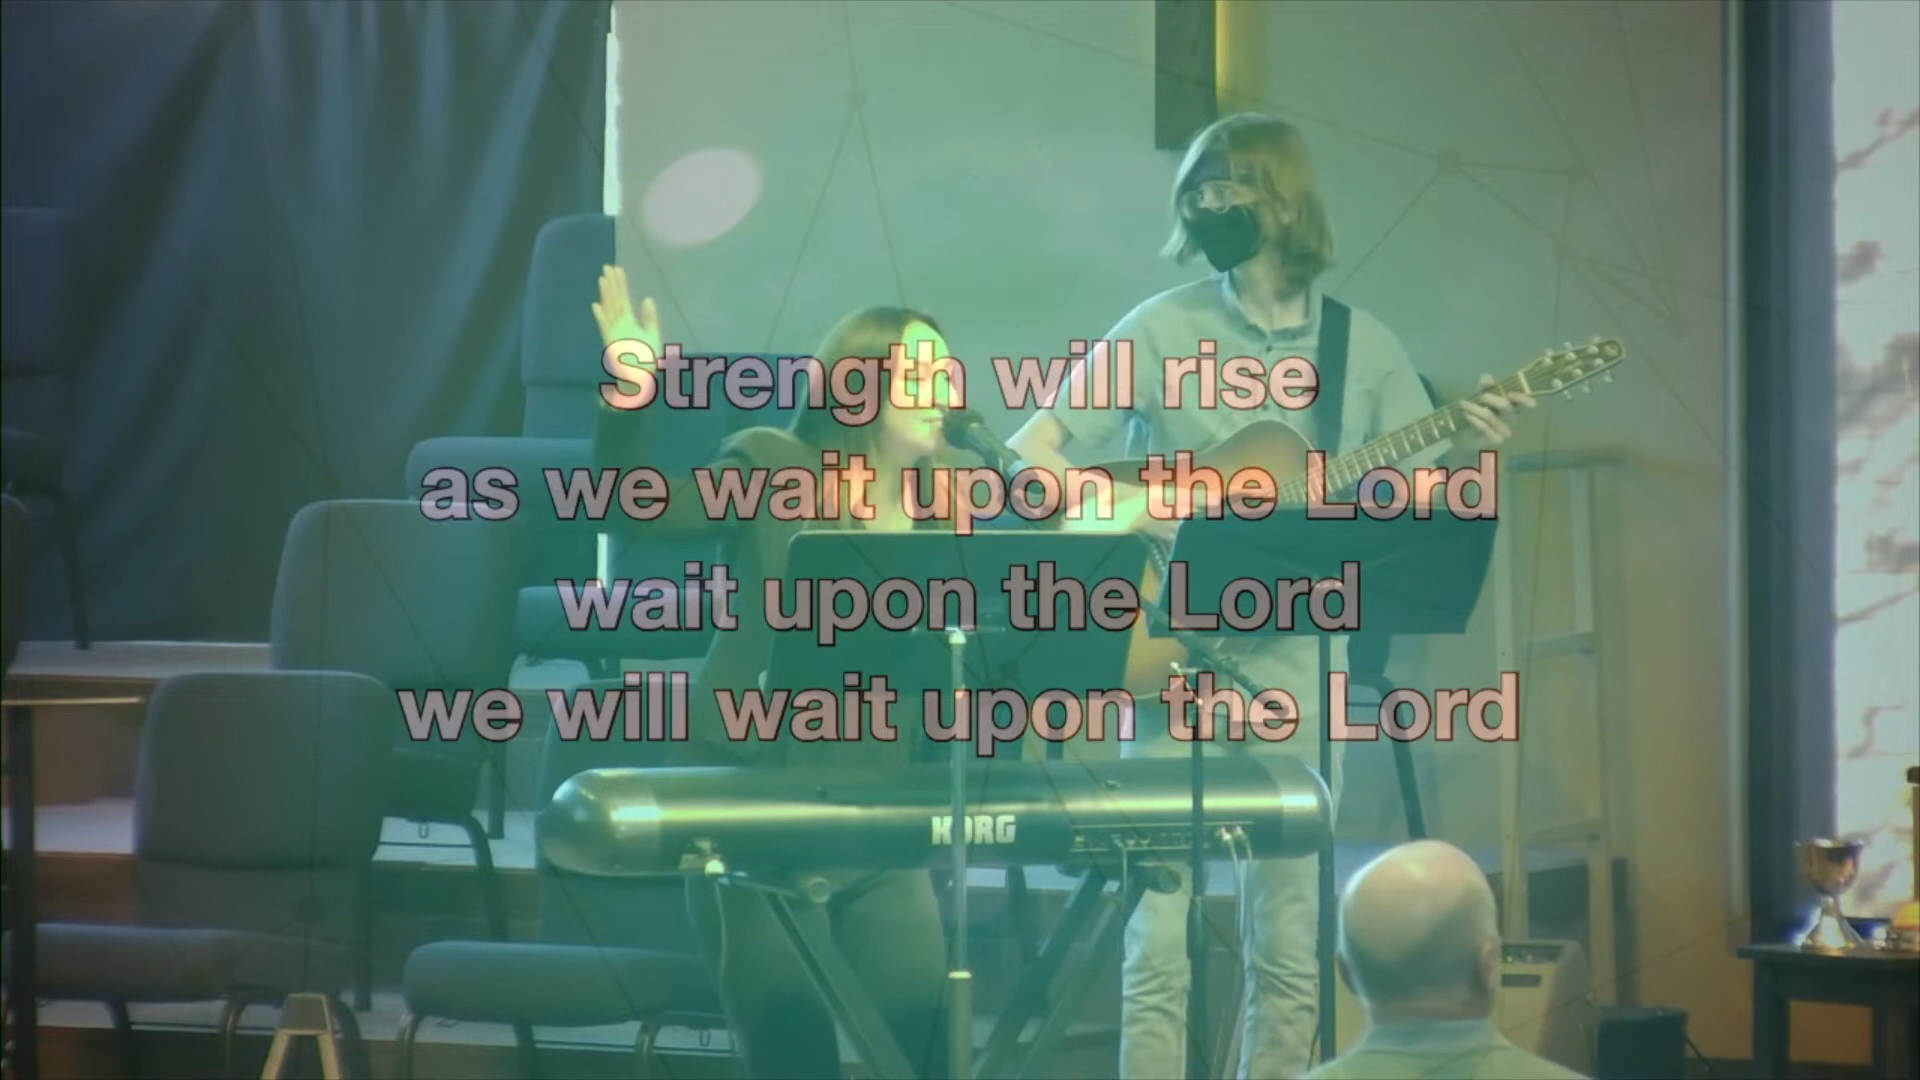 Strength will rise
as we wait upon the Lord
wait upon the Lord
we will wait upon the Lord
KORG